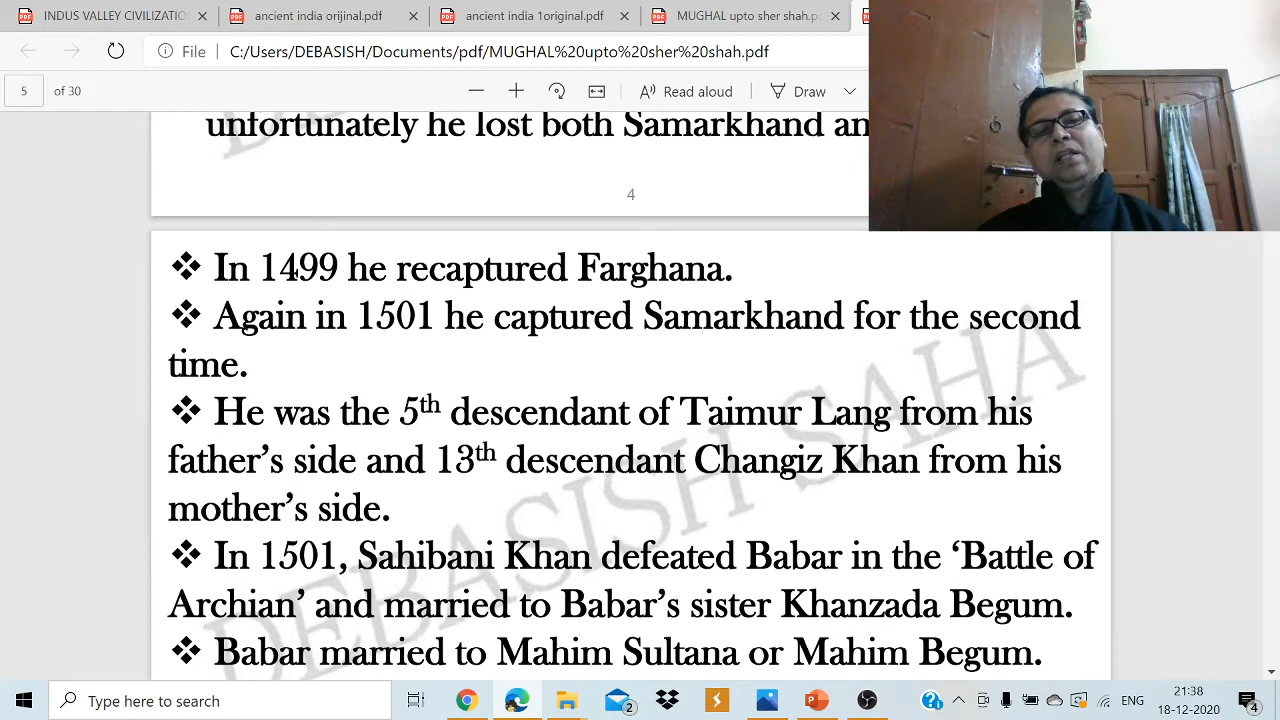 INDUS VALLEY CIVILIZATIO
ancient india orijinal.pdf
ancient india 1original.pdf
MUGHAL upto sher shah.pdf
File
C:/Users/DEBASISH/Documents/pdf/MUGHAL%20upto%20sher%20shah.pdf
5 of 30
Read aloud
Draw
unfortunately he lost both Samarkhand an
4
❖ In 1499 he recaptured Farghana.
❖ Again in 1501 he captured Samarkhand for the second
time.
❖ He was the 5th descendant of Taimur Lang from his
father's side and 13th descendant Changiz Khan from his
mother's side.
❖ In 1501, Sahibani Khan defeated Babar in the ‘Battle of
Archian’ and married to Babar’s sister Khanzada Begum.
❖ Babar married to Mahim Sultana or Mahim Begum.
DEBASISH SAHA
Type here to search
2
ENG
21:38
18-12-2020
4